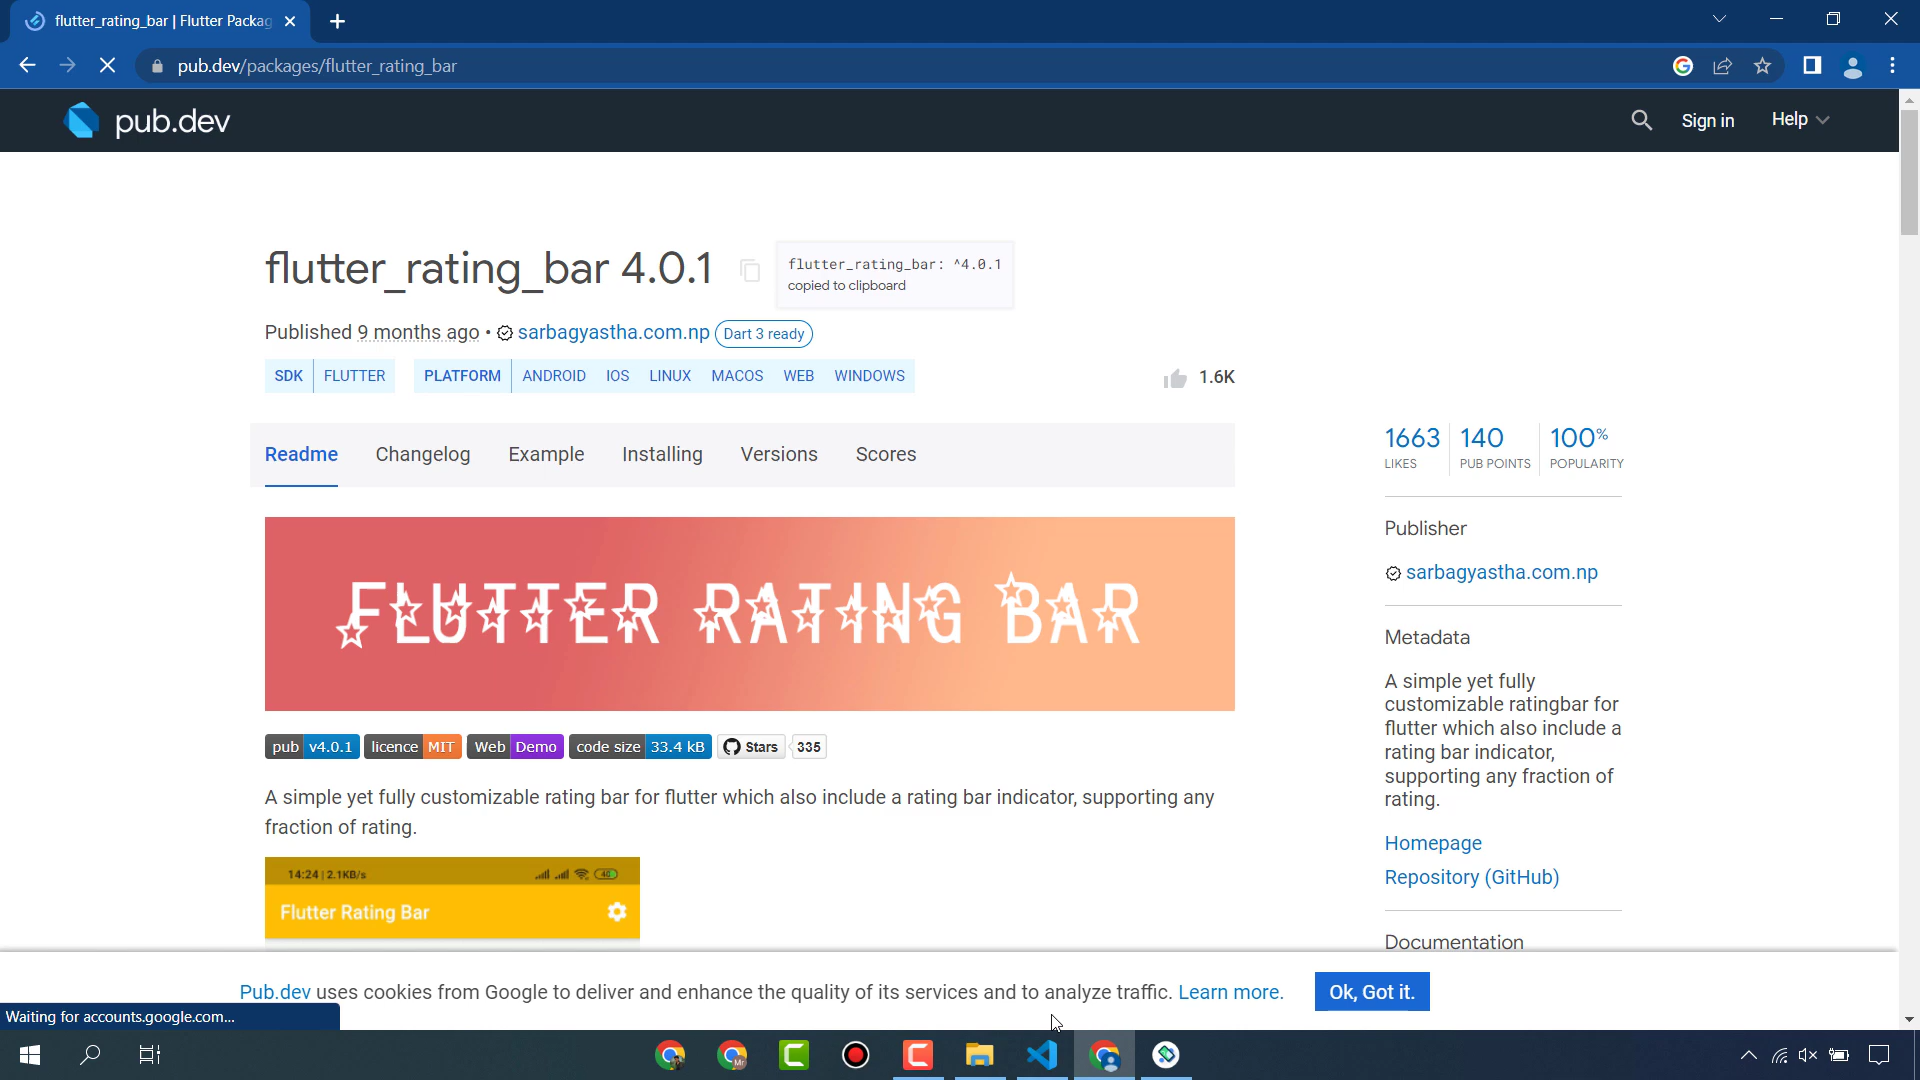 flutter_rating_bar | Flutter Packag
pub.dev/packages/flutter_rating_bar
pub.dev
Sign in
Help
flutter_rating_bar 4.0.1
flutter_rating_bar: ^4.0.1
copied to clipboard
Published 9 months ago • sarbagyastha.com.np Dart 3 ready
SDK FLUTTER PLATFORM ANDROID IOS LINUX MACOS WEB WINDOWS
1.6K
Readme Changelog Example Installing Versions Scores
1663 140 100%
LIKES PUB POINTS POPULARITY
Publisher
sarbagyastha.com.np
Metadata
A simple yet fully
customizable ratingbar for
flutter which also include a
rating bar indicator,
supporting any fraction of
rating.
Homepage
Repository (GitHub)
Documentation
FLUTTER RATING BAR
pub v4.0.1 licence MIT Web Demo code size 33.4 kB Stars 335
A simple yet fully customizable rating bar for flutter which also include a rating bar indicator, supporting any
fraction of rating.
14:24 | 2.1KB/s
Flutter Rating Bar
Pub.dev uses cookies from Google to deliver and enhance the quality of its services and to analyze traffic. Learn more.
Ok, Got it.
Waiting for accounts.google.com...